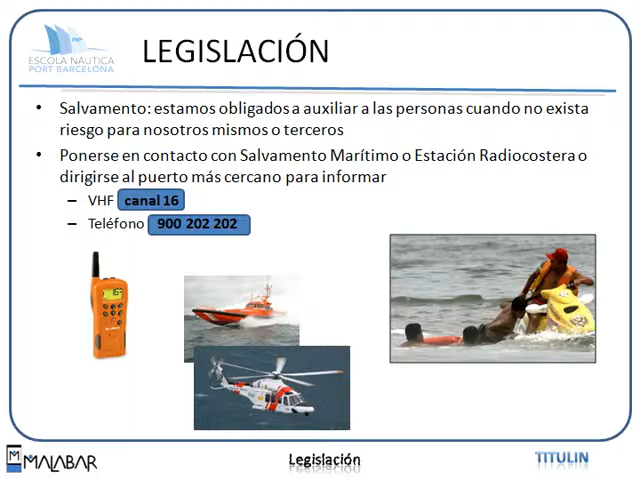 ESCOLA NÀUTICA
PORT BARCELONA
LEGISLACIÓN
• Salvamento: estamos obligados a auxiliar a las personas cuando no exista
riesgo para nosotros mismos o terceros
• Ponerse en contacto con Salvamento Marítimo o Estación Radiocostera o
dirigirse al puerto más cercano para informar
– VHF canal 16
– Teléfono 900 202 202
16
MALABAR
Legislación
TITULIN